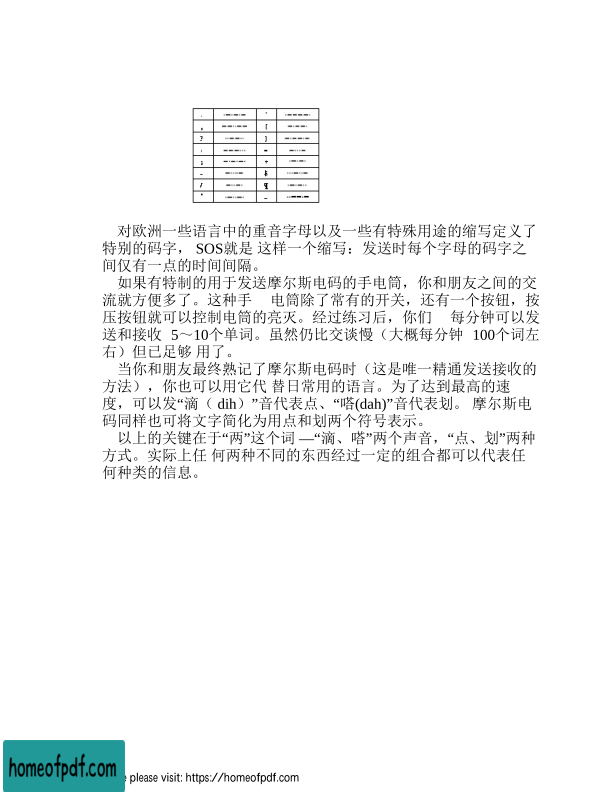 对欧洲一些语言中的重音字母以及一些有特殊用途的缩写定义了
特别的码字， SOS就是 这样一个缩写：发送时每个字母的码字之
间仅有一点的时间间隔。
如果有特制的用于发送摩尔斯电码的手电筒，你和朋友之间的交
流就方便多了。这种手 电筒除了常有的开关，还有一个按钮，按
压按钮就可以控制电筒的亮灭。经过练习后，你们 每分钟可以发
送和接收 5～10个单词。虽然仍比交谈慢（大概每分钟 100个词左
右）但已足够 用了。
当你和朋友最终熟记了摩尔斯电码时（这是唯一精通发送接收的
方法），你也可以用它代 替日常用的语言。为了达到最高的速
度，可以发“滴（ dih）”音代表点、“嗒(dah)”音代表划。 摩尔斯电
码同样也可将文字简化为用点和划两个符号表示。
以上的关键在于“两”这个词 —“滴、嗒”两个声音，“点、划”两种
方式。实际上任 何两种不同的东西经过一定的组合都可以代表任
何种类的信息。
homeofpdf.com
e please visit: https://homeofpdf.com